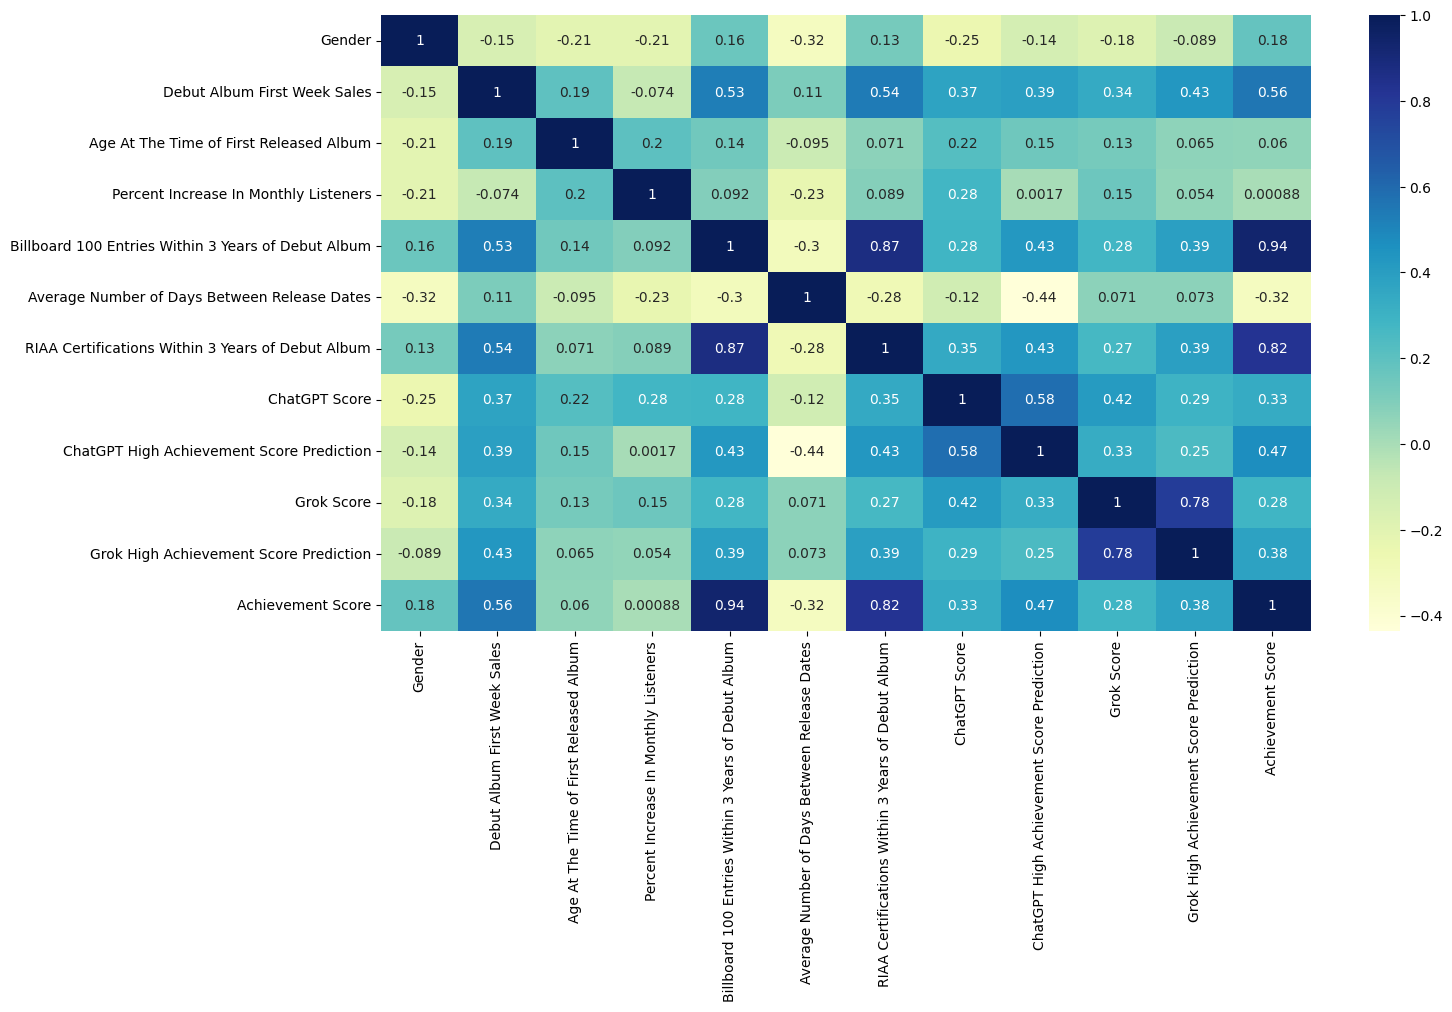 Gender 1 -0.15 -0.21 -0.21 0.16 -0.32 0.13 -0.25 -0.14 -0.18 -0.089 0.18
Debut Album First Week Sales -0.15 1 0.19 -0.074 0.53 0.11 0.54 0.37 0.39 0.34 0.43 0.56
Age At The Time of First Released Album -0.21 0.19 1 0.2 0.14 -0.095 0.071 0.22 0.15 0.13 0.065 0.06
Percent Increase In Monthly Listeners -0.21 -0.074 0.2 1 0.092 -0.23 0.089 0.28 0.0017 0.15 0.054 0.00088
Billboard 100 Entries Within 3 Years of Debut Album 0.16 0.53 0.14 0.092 1 -0.3 0.87 0.28 0.43 0.28 0.39 0.94
Average Number of Days Between Release Dates -0.32 0.11 -0.095 -0.23 -0.3 1 -0.28 -0.12 -0.44 0.071 0.073 -0.32
RIAA Certifications Within 3 Years of Debut Album 0.13 0.54 0.071 0.089 0.87 -0.28 1 0.35 0.43 0.27 0.39 0.82
ChatGPT Score -0.25 0.37 0.22 0.28 0.28 -0.12 0.35 1 0.58 0.42 0.29 0.33
ChatGPT High Achievement Score Prediction -0.14 0.39 0.15 0.0017 0.43 -0.44 0.43 0.58 1 0.33 0.25 0.47
Grok Score -0.18 0.34 0.13 0.15 0.28 0.071 0.27 0.42 0.33 1 0.78 0.28
Grok High Achievement Score Prediction -0.089 0.43 0.065 0.054 0.39 0.073 0.39 0.29 0.25 0.78 1 0.38
Achievement Score 0.18 0.56 0.06 0.00088 0.94 -0.32 0.82 0.33 0.47 0.28 0.38 1
Gender
Debut Album First Week Sales
Age At The Time of First Released Album
Percent Increase In Monthly Listeners
Billboard 100 Entries Within 3 Years of Debut Album
Average Number of Days Between Release Dates
RIAA Certifications Within 3 Years of Debut Album
ChatGPT Score
ChatGPT High Achievement Score Prediction
Grok Score
Grok High Achievement Score Prediction
Achievement Score
1.0
0.8
0.6
0.4
0.2
0.0
−0.2
−0.4